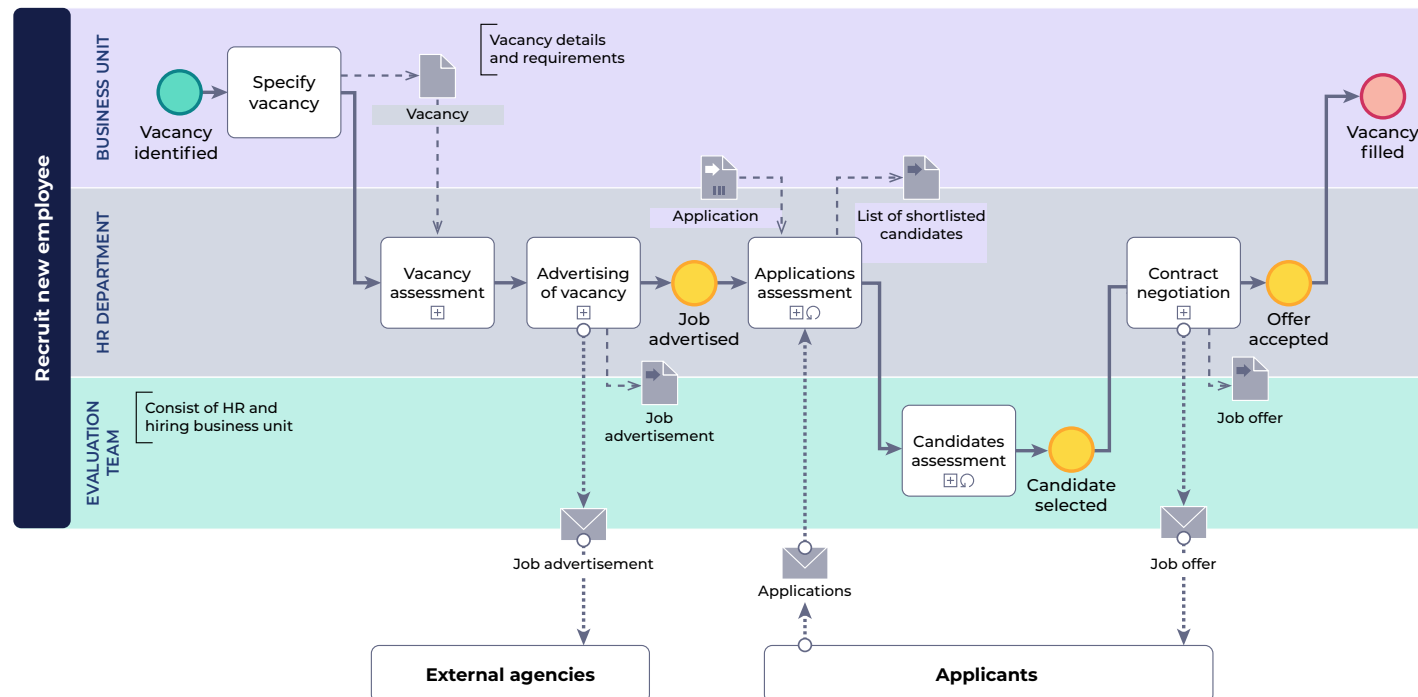 Recruit new employee
BUSINESS UNIT
Vacancy
identified
Specify
vacancy
Vacancy
Vacancy details
and requirements
Vacancy
filled
HR DEPARTMENT
Vacancy
assessment
Advertising
of vacancy
Job
advertised
Application
Applications
assessment
List of shortlisted
candidates
Contract
negotiation
Offer
accepted
EVALUATION
TEAM
Consist of HR and
hiring business unit
Job
advertisement
Candidates
assessment
Candidate
selected
Job offer
Job advertisement
Applications
Job offer
External agencies
Applicants